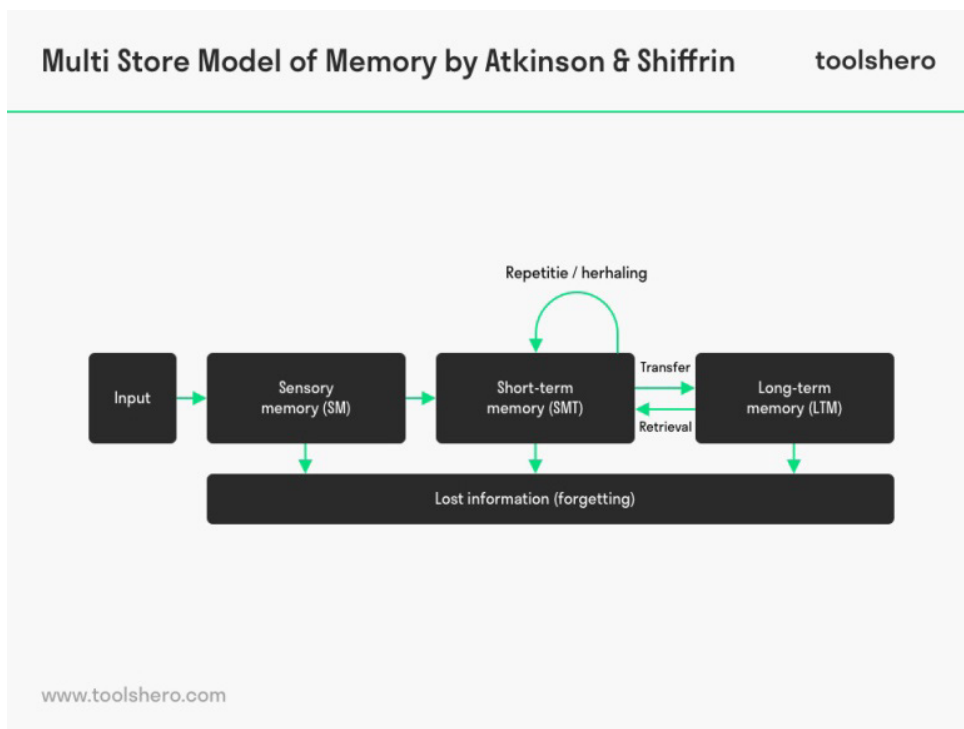 Multi Store Model of Memory by Atkinson & Shiffrin
toolshero
Repetitie / herhaling
Input
Sensory
memory (SM)
Short-term
memory (SMT)
Transfer
Retrieval
Long-term
memory (LTM)
Lost information (forgetting)
www.toolshero.com